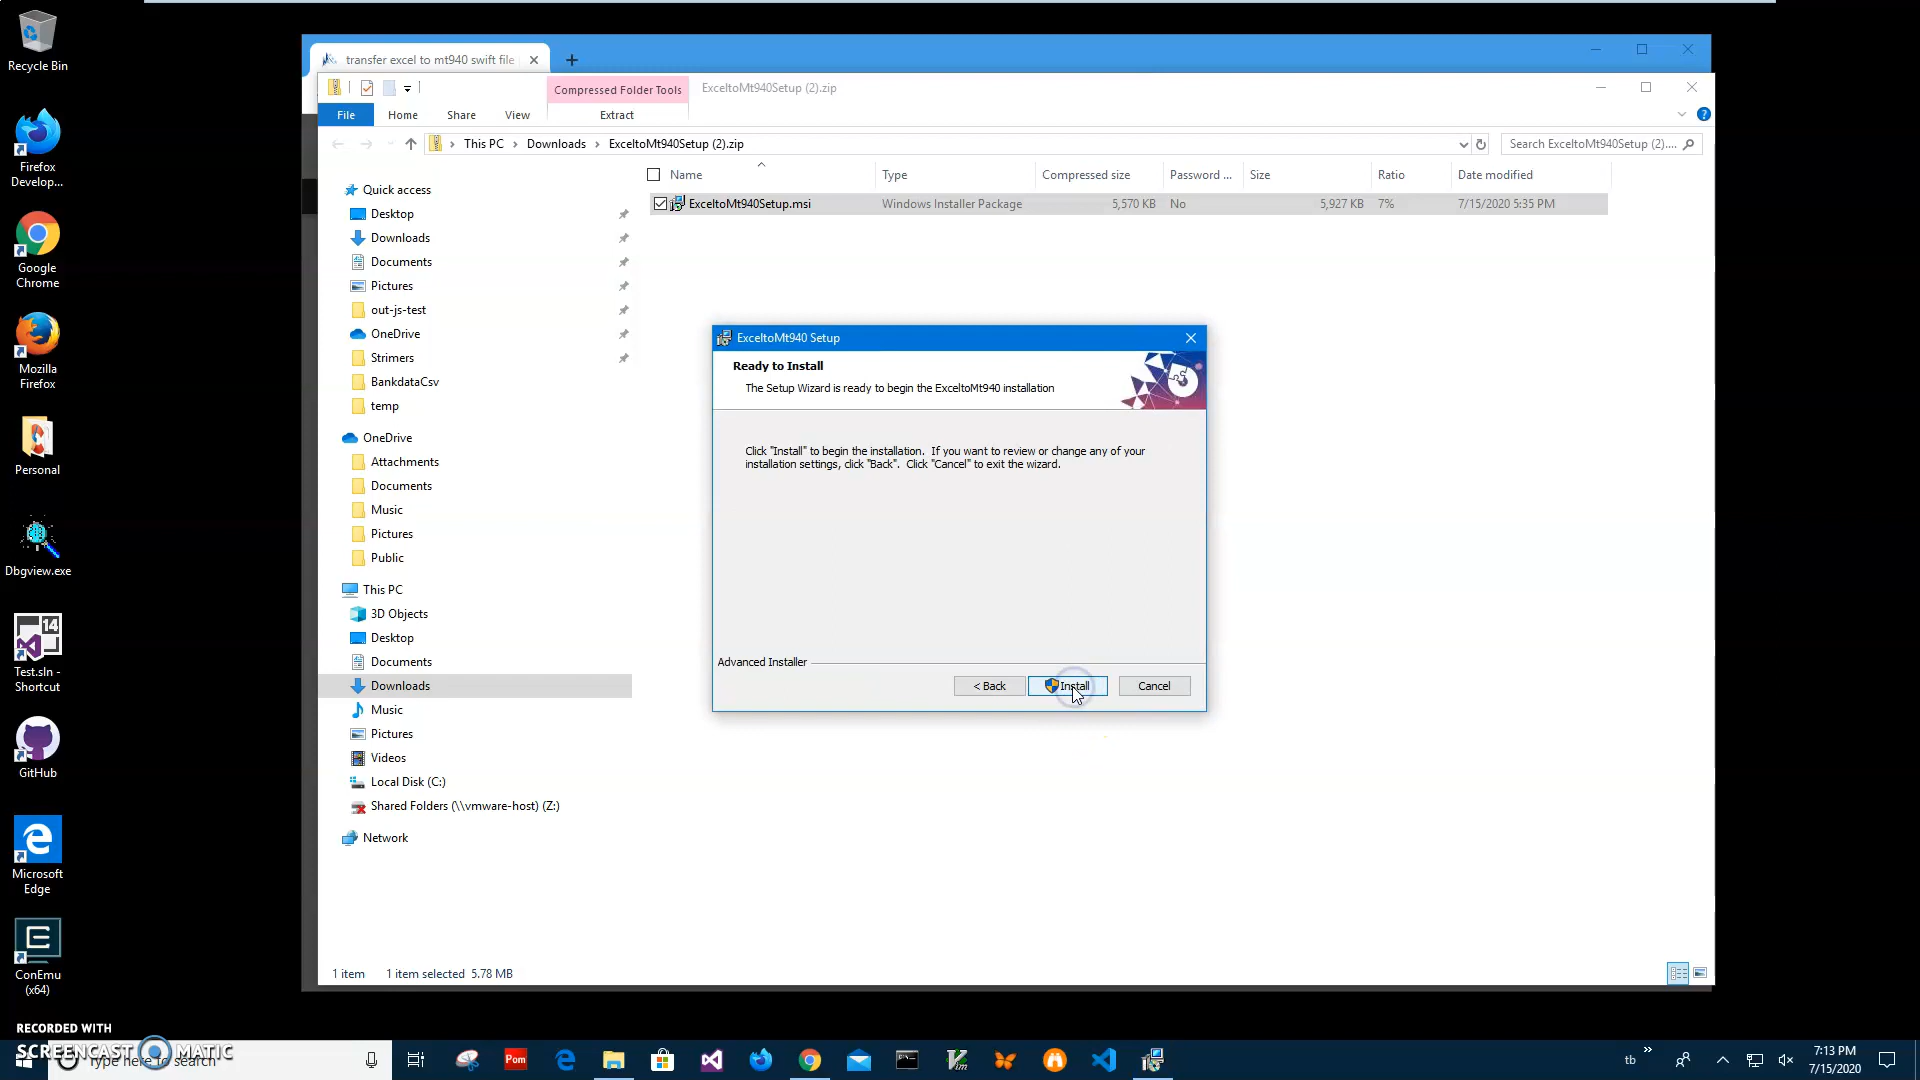 Recycle Bin
Firefox
Develop...
Google
Chrome
Mozilla
Firefox
Personal
Dbgview.exe
14
Test.sln -
Shortcut
GitHub
Microsoft
Edge
ConEmu
(x64)
transfer excel to mt940 swift file
Compressed Folder Tools
ExceltoMt940Setup (2).zip
File
Home
Share
View
Extract
This PC > Downloads > ExceltoMt940Setup (2).zip
Search ExceltoMt940Setup (2)....
Name
Type
Compressed size
Password ...
Size
Ratio
Date modified
ExceltoMt940Setup.msi
Windows Installer Package
5,570 KB
No
5,927 KB
7%
7/15/2020 5:35 PM
Quick access
Desktop
Downloads
Documents
Pictures
out-js-test
OneDrive
Strimers
BankdataCsv
temp
OneDrive
Attachments
Documents
Music
Pictures
Public
This PC
3D Objects
Desktop
Documents
Downloads
Music
Pictures
Videos
Local Disk (C:)
Shared Folders (\\vmware-host) (Z:)
Network
ExceltoMt940 Setup
Ready to Install
The Setup Wizard is ready to begin the ExceltoMt940 installation
Click "Install" to begin the installation. If you want to review or change any of your
installation settings, click "Back". Click "Cancel" to exit the wizard.
Advanced Installer
< Back
Install
Cancel
1 item
1 item selected 5.78 MB
RECORDED WITH
SCREENCAST MATIC
Type here to search
Pom
Vim
tb
7:13 PM
7/15/2020